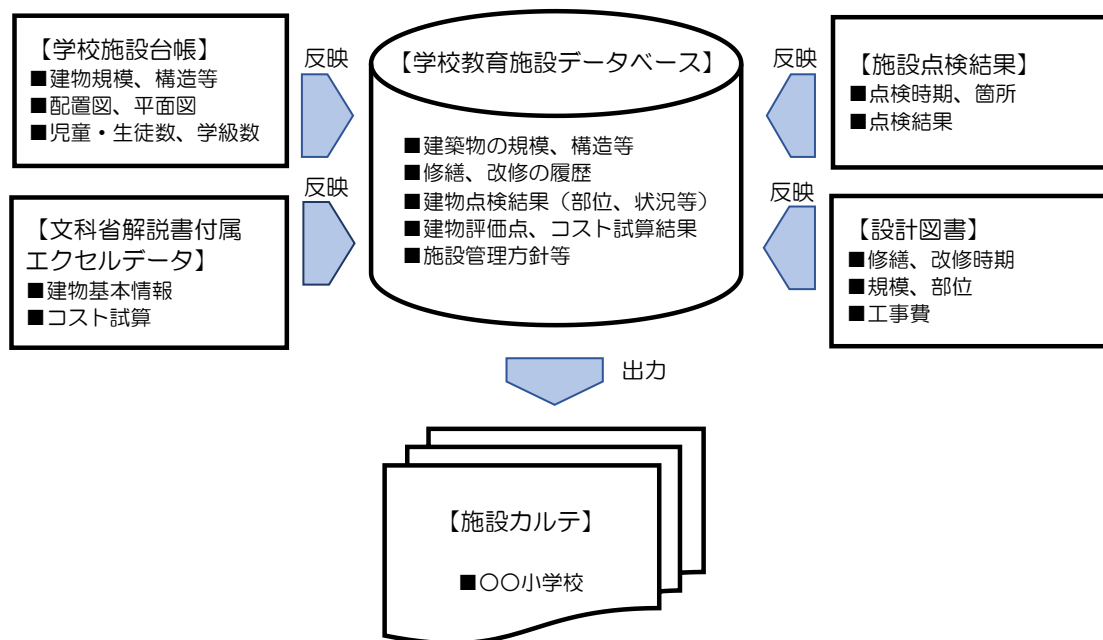 【学校施設台帳】
■建物規模、構造等
■配置図、平面図
■児童・生徒数、学級数
反映
【文科省解説書付属
エクセルデータ】
■建物基本情報
■コスト試算
反映
【学校教育施設データベース】
■建築物の規模、構造等
■修繕、改修の履歴
■建物点検結果（部位、状況等）
■建物評価点、コスト試算結果
■施設管理方針等
反映
【施設点検結果】
■点検時期、箇所
■点検結果
反映
【設計図書】
■修繕、改修時期
■規模、部位
■工事費
出力
【施設カルテ】
■〇〇小学校